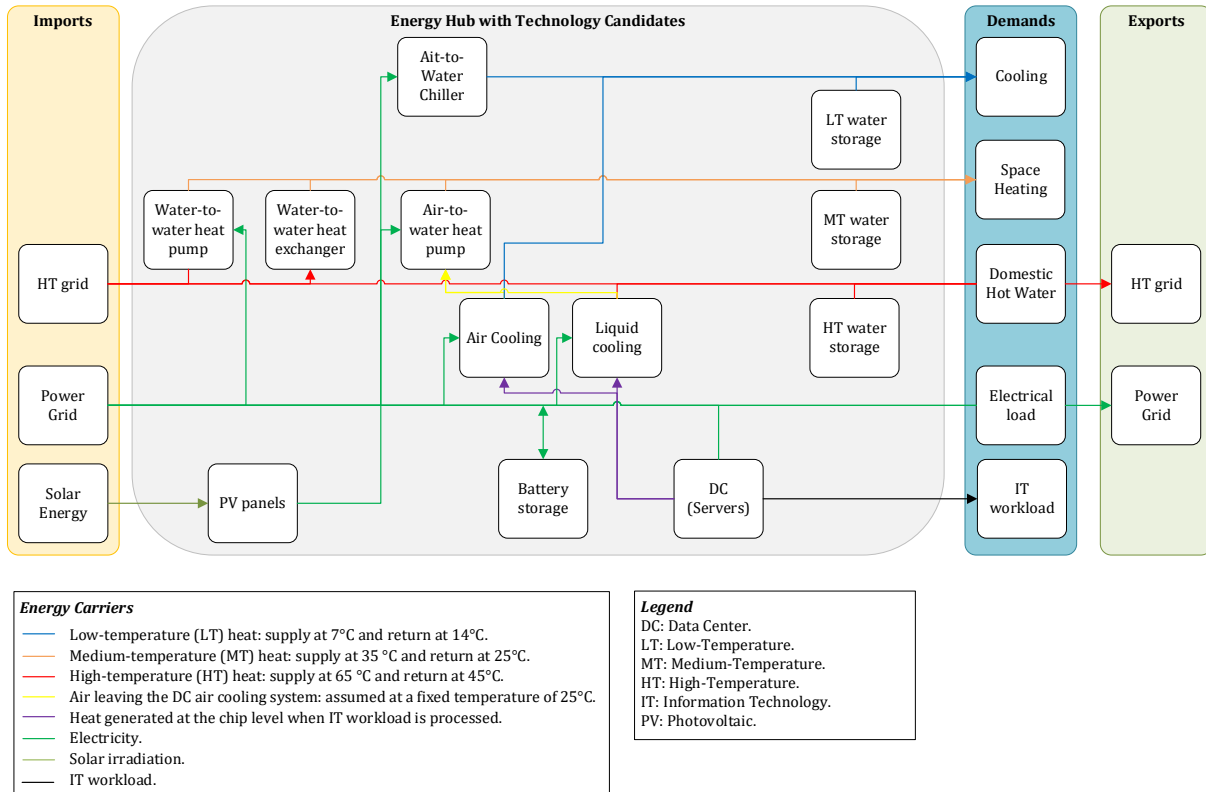 Imports
Energy Hub with Technology Candidates
Demands
Exports
Ait-to-
Water
Chiller
Cooling
LT water
storage
Space
Heating
Water-to-
water heat
pump
Water-to-
water heat
exchanger
Air-to-
water heat
pump
MT water
storage
HT grid
Domestic
Hot Water
HT grid
Air Cooling
Liquid
cooling
HT water
storage
Power
Grid
Electrical
load
Power
Grid
Solar
Energy
PV panels
Battery
storage
DC
(Servers)
IT
workload
Energy Carriers
Low-temperature (LT) heat: supply at 7°C and return at 14°C.
Medium-temperature (MT) heat: supply at 35 °C and return at 25°C.
High-temperature (HT) heat: supply at 65 °C and return at 45°C.
Air leaving the DC air cooling system: assumed at a fixed temperature of 25°C.
Heat generated at the chip level when IT workload is processed.
Electricity.
Solar irradiation.
IT workload.
Legend
DC: Data Center.
LT: Low-Temperature.
MT: Medium-Temperature.
HT: High-Temperature.
IT: Information Technology.
PV: Photovoltaic.